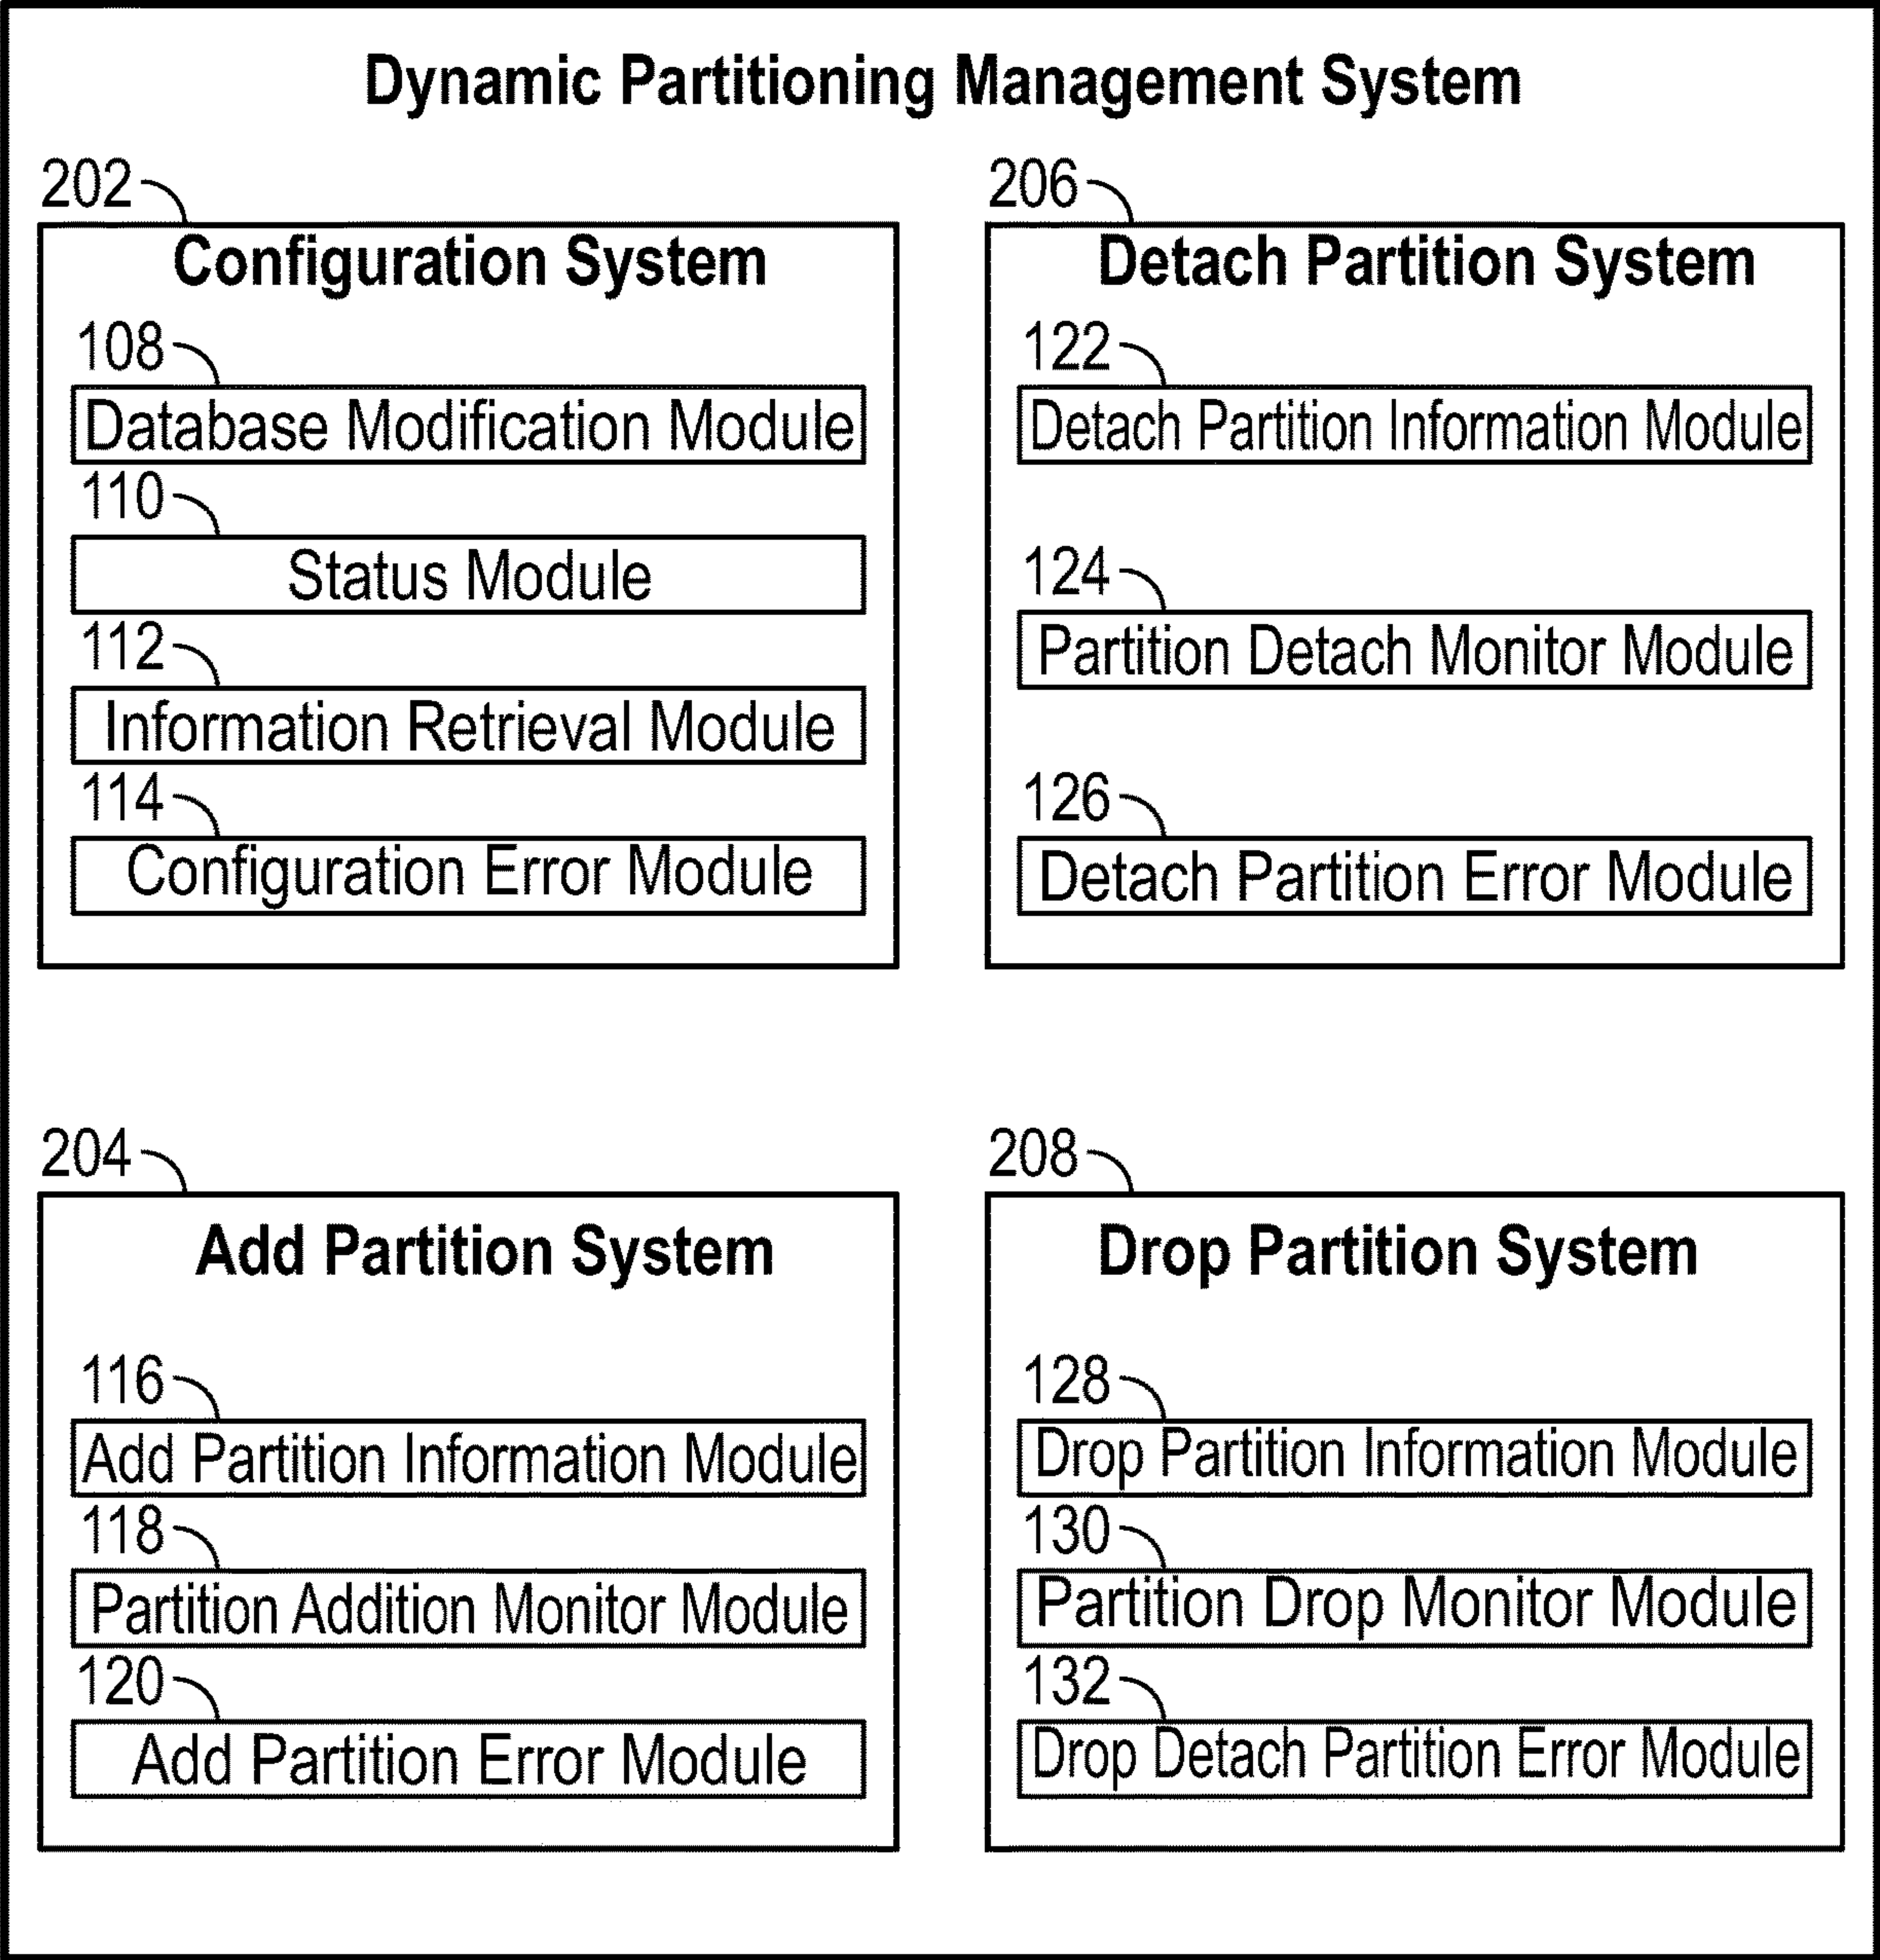 Dynamic Partitioning Management System
202
Configuration System
108
Database Modification Module
110
Status Module
112
Information Retrieval Module
114
Configuration Error Module
206
Detach Partition System
122
Detach Partition Information Module
124
Partition Detach Monitor Module
126
Detach Partition Error Module
204
Add Partition System
116
Add Partition Information Module
118
Partition Addition Monitor Module
120
Add Partition Error Module
208
Drop Partition System
128
Drop Partition Information Module
130
Partition Drop Monitor Module
132
Drop Detach Partition Error Module